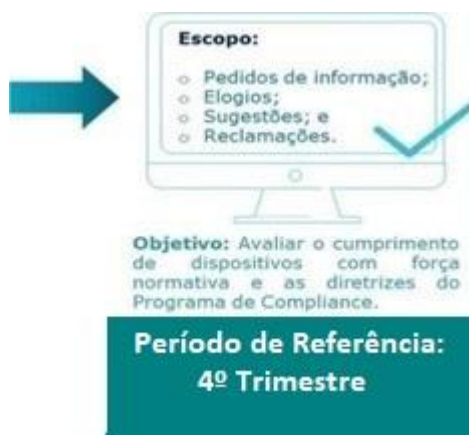 Escopo:
Pedidos de informação;
Elogios;
Sugestões; e
Reclamações.
Objetivo: Avaliar o cumprimento
de dispositivos com força
normativa e as diretrizes do
Programa de Compliance.
Período de Referência:
4º Trimestre